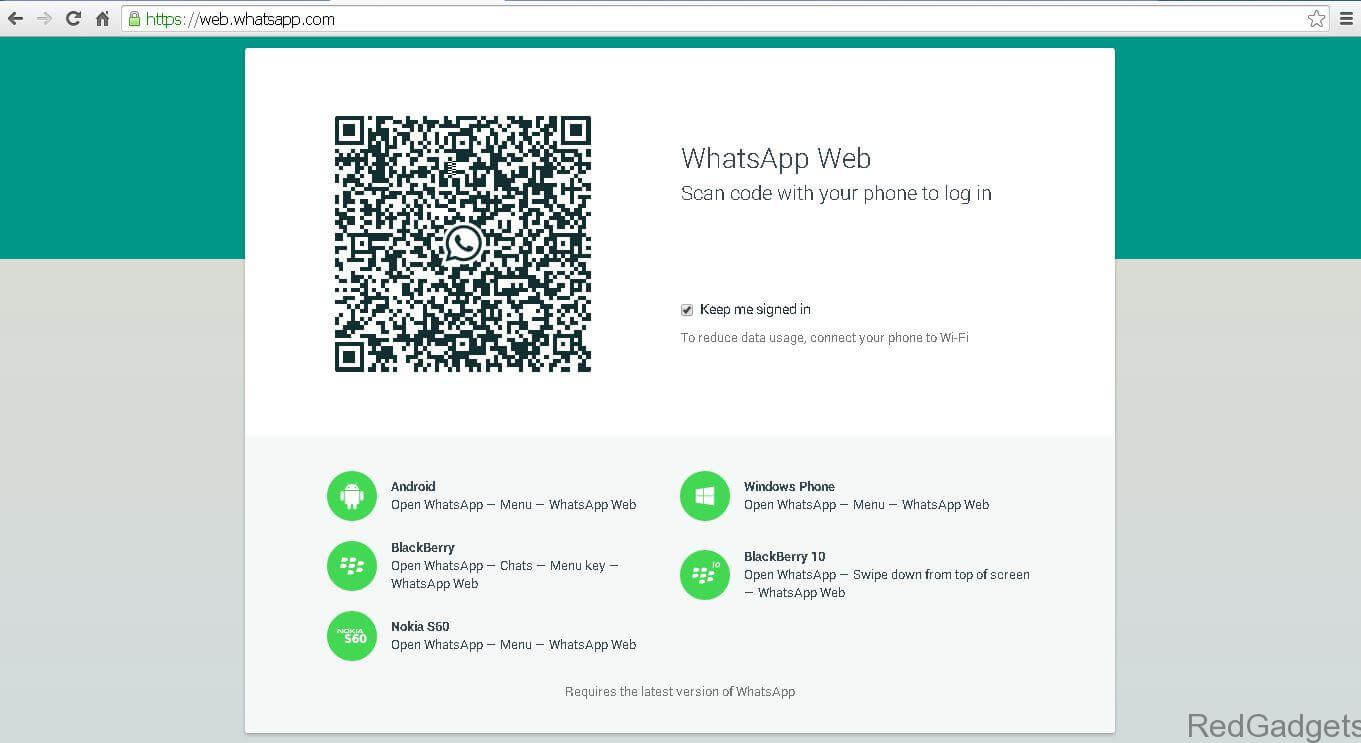 https://web.whatsapp.com
WhatsApp Web
Scan code with your phone to log in
Keep me signed in
To reduce data usage, connect your phone to Wi-Fi
Android
Open WhatsApp — Menu — WhatsApp Web
Windows Phone
Open WhatsApp — Menu — WhatsApp Web
BlackBerry
Open WhatsApp — Chats — Menu key —
WhatsApp Web
10
BlackBerry 10
Open WhatsApp — Swipe down from top of screen
— WhatsApp Web
NOKIA
S60
Nokia S60
Open WhatsApp — Menu — WhatsApp Web
Requires the latest version of WhatsApp
RedGadgets